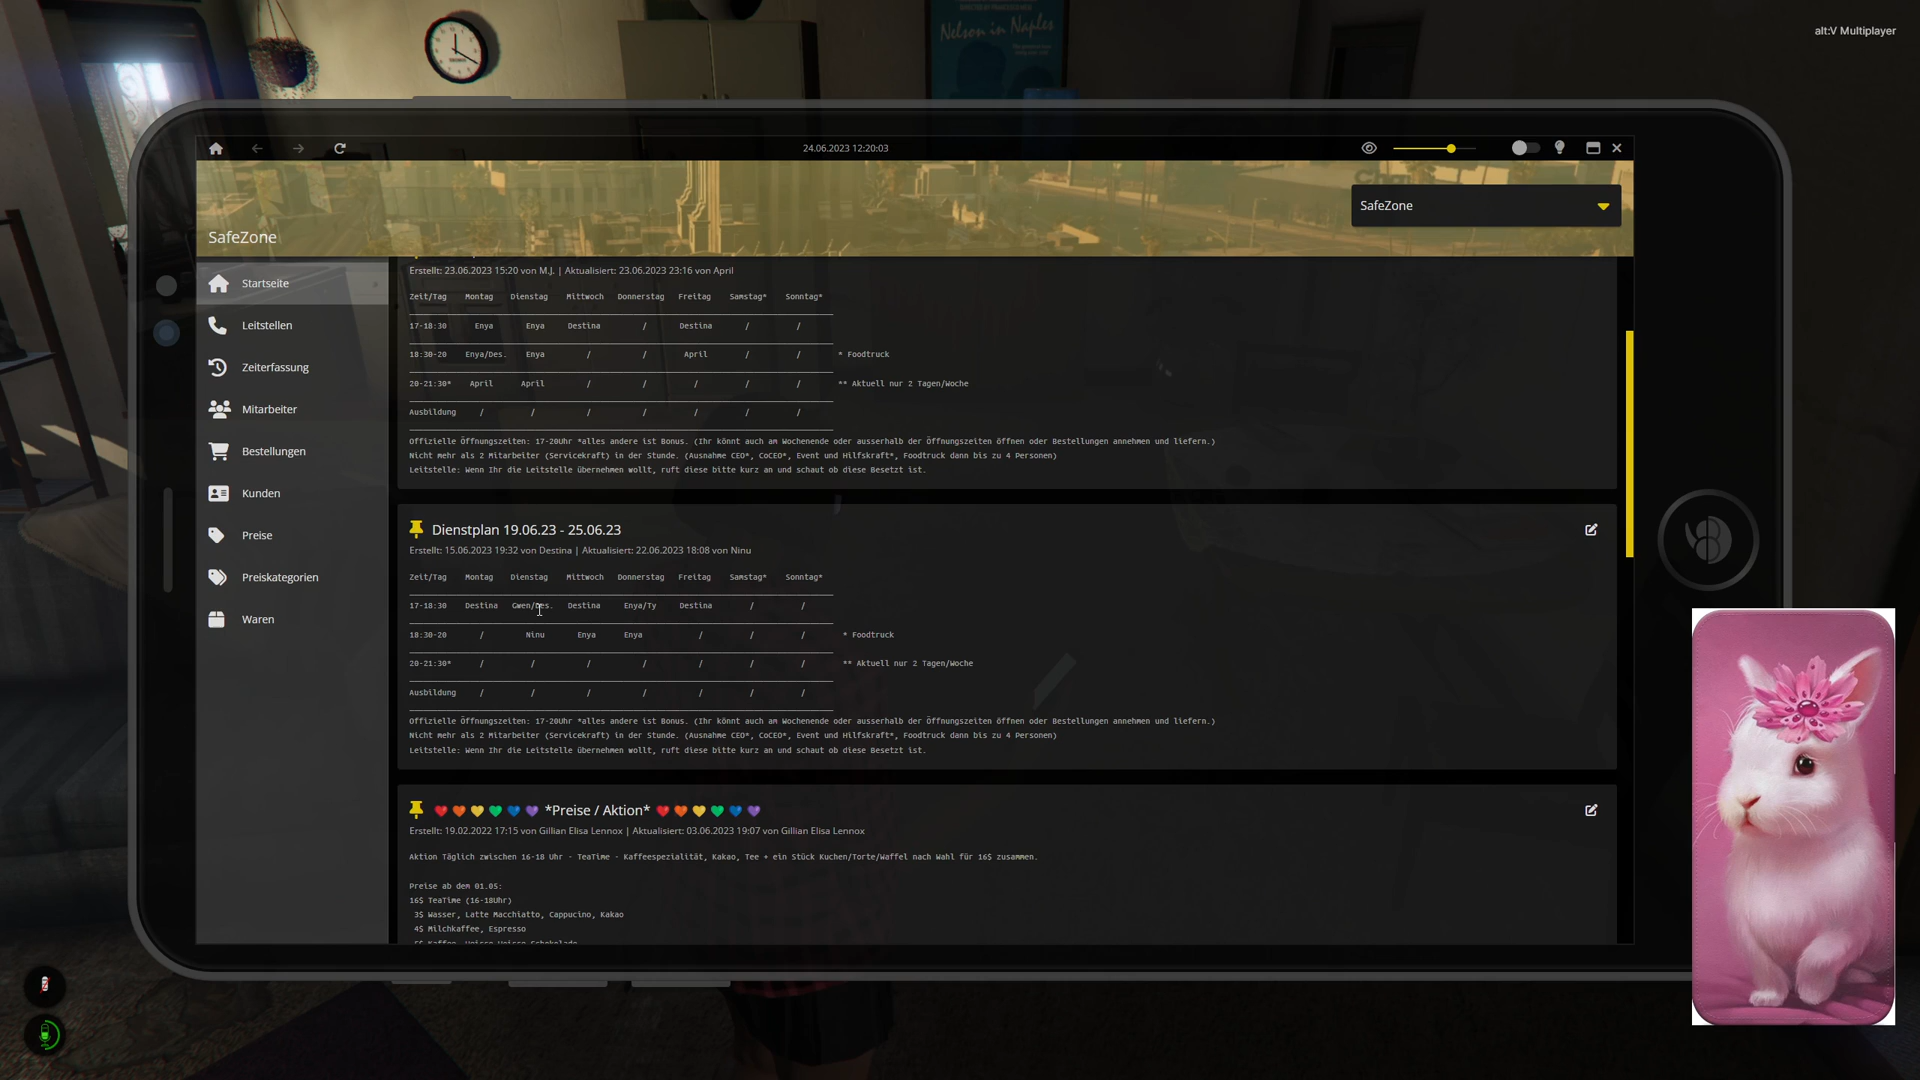 Nelson in Naples
alt:V Multiplayer
24.06.2023 12:20:03
SafeZone
SafeZone
Startseite
Leitstellen
Zeiterfassung
Mitarbeiter
Bestellungen
Kunden
Preise
Preiskategorien
Waren
Erstellt: 23.06.2023 15:20 von M.J. | Aktualisiert: 23.06.2023 23:16 von April
Zeit/Tag Montag Dienstag Mittwoch Donnerstag Freitag Samstag* Sonntag*
17-18:30 Enya Enya Destina / Destina / /
18:30-20 Enya/Des. Enya / / April / / * Foodtruck
20-21:30* April April / / / / / ** Aktuell nur 2 Tagen/Woche
Ausbildung / / / / / / /
Offizielle Öffnungszeiten: 17-20Uhr *alles andere ist Bonus. (Ihr könnt auch am Wochenende oder ausserhalb der Öffnungszeiten öffnen oder Bestellungen annehmen und liefern.)
Nicht mehr als 2 Mitarbeiter (Servicekraft) in der Stunde. (Ausnahme CEO*, CoCEO*, Event und Hilfskraft*, Foodtruck dann bis zu 4 Personen)
Leitstelle: Wenn Ihr die Leitstelle übernehmen wollt, ruft diese bitte kurz an und schaut ob diese Besetzt ist.
Dienstplan 19.06.23 - 25.06.23
Erstellt: 15.06.2023 19:32 von Destina | Aktualisiert: 22.06.2023 18:08 von Ninu
Zeit/Tag Montag Dienstag Mittwoch Donnerstag Freitag Samstag* Sonntag*
17-18:30 Destina Gwen/Des. Destina Enya/Ty Destina / /
18:30-20 / Ninu Enya Enya / / / * Foodtruck
20-21:30* / / / / / / / ** Aktuell nur 2 Tagen/Woche
Ausbildung / / / / / / /
Offizielle Öffnungszeiten: 17-20Uhr *alles andere ist Bonus. (Ihr könnt auch am Wochenende oder ausserhalb der Öffnungszeiten öffnen oder Bestellungen annehmen und liefern.)
Nicht mehr als 2 Mitarbeiter (Servicekraft) in der Stunde. (Ausnahme CEO*, CoCEO*, Event und Hilfskraft*, Foodtruck dann bis zu 4 Personen)
Leitstelle: Wenn Ihr die Leitstelle übernehmen wollt, ruft diese bitte kurz an und schaut ob diese Besetzt ist.
❤️🧡💛💚💙💜 *Preise / Aktion* ❤️🧡💛💚💙💜
Erstellt: 19.02.2022 17:15 von Gillian Elisa Lennox | Aktualisiert: 03.06.2023 19:07 von Gillian Elisa Lennox
Aktion Täglich zwischen 16-18 Uhr - TeaTime - Kaffeespezialität, Kakao, Tee + ein Stück Kuchen/Torte/Waffel nach Wahl für 16$ zusammen.
Preise ab dem 01.05:
16$ TeaTime (16-18Uhr)
3$ Wasser, Latte Macchiatto, Cappucino, Kakao
4$ Milchkaffee, Espresso